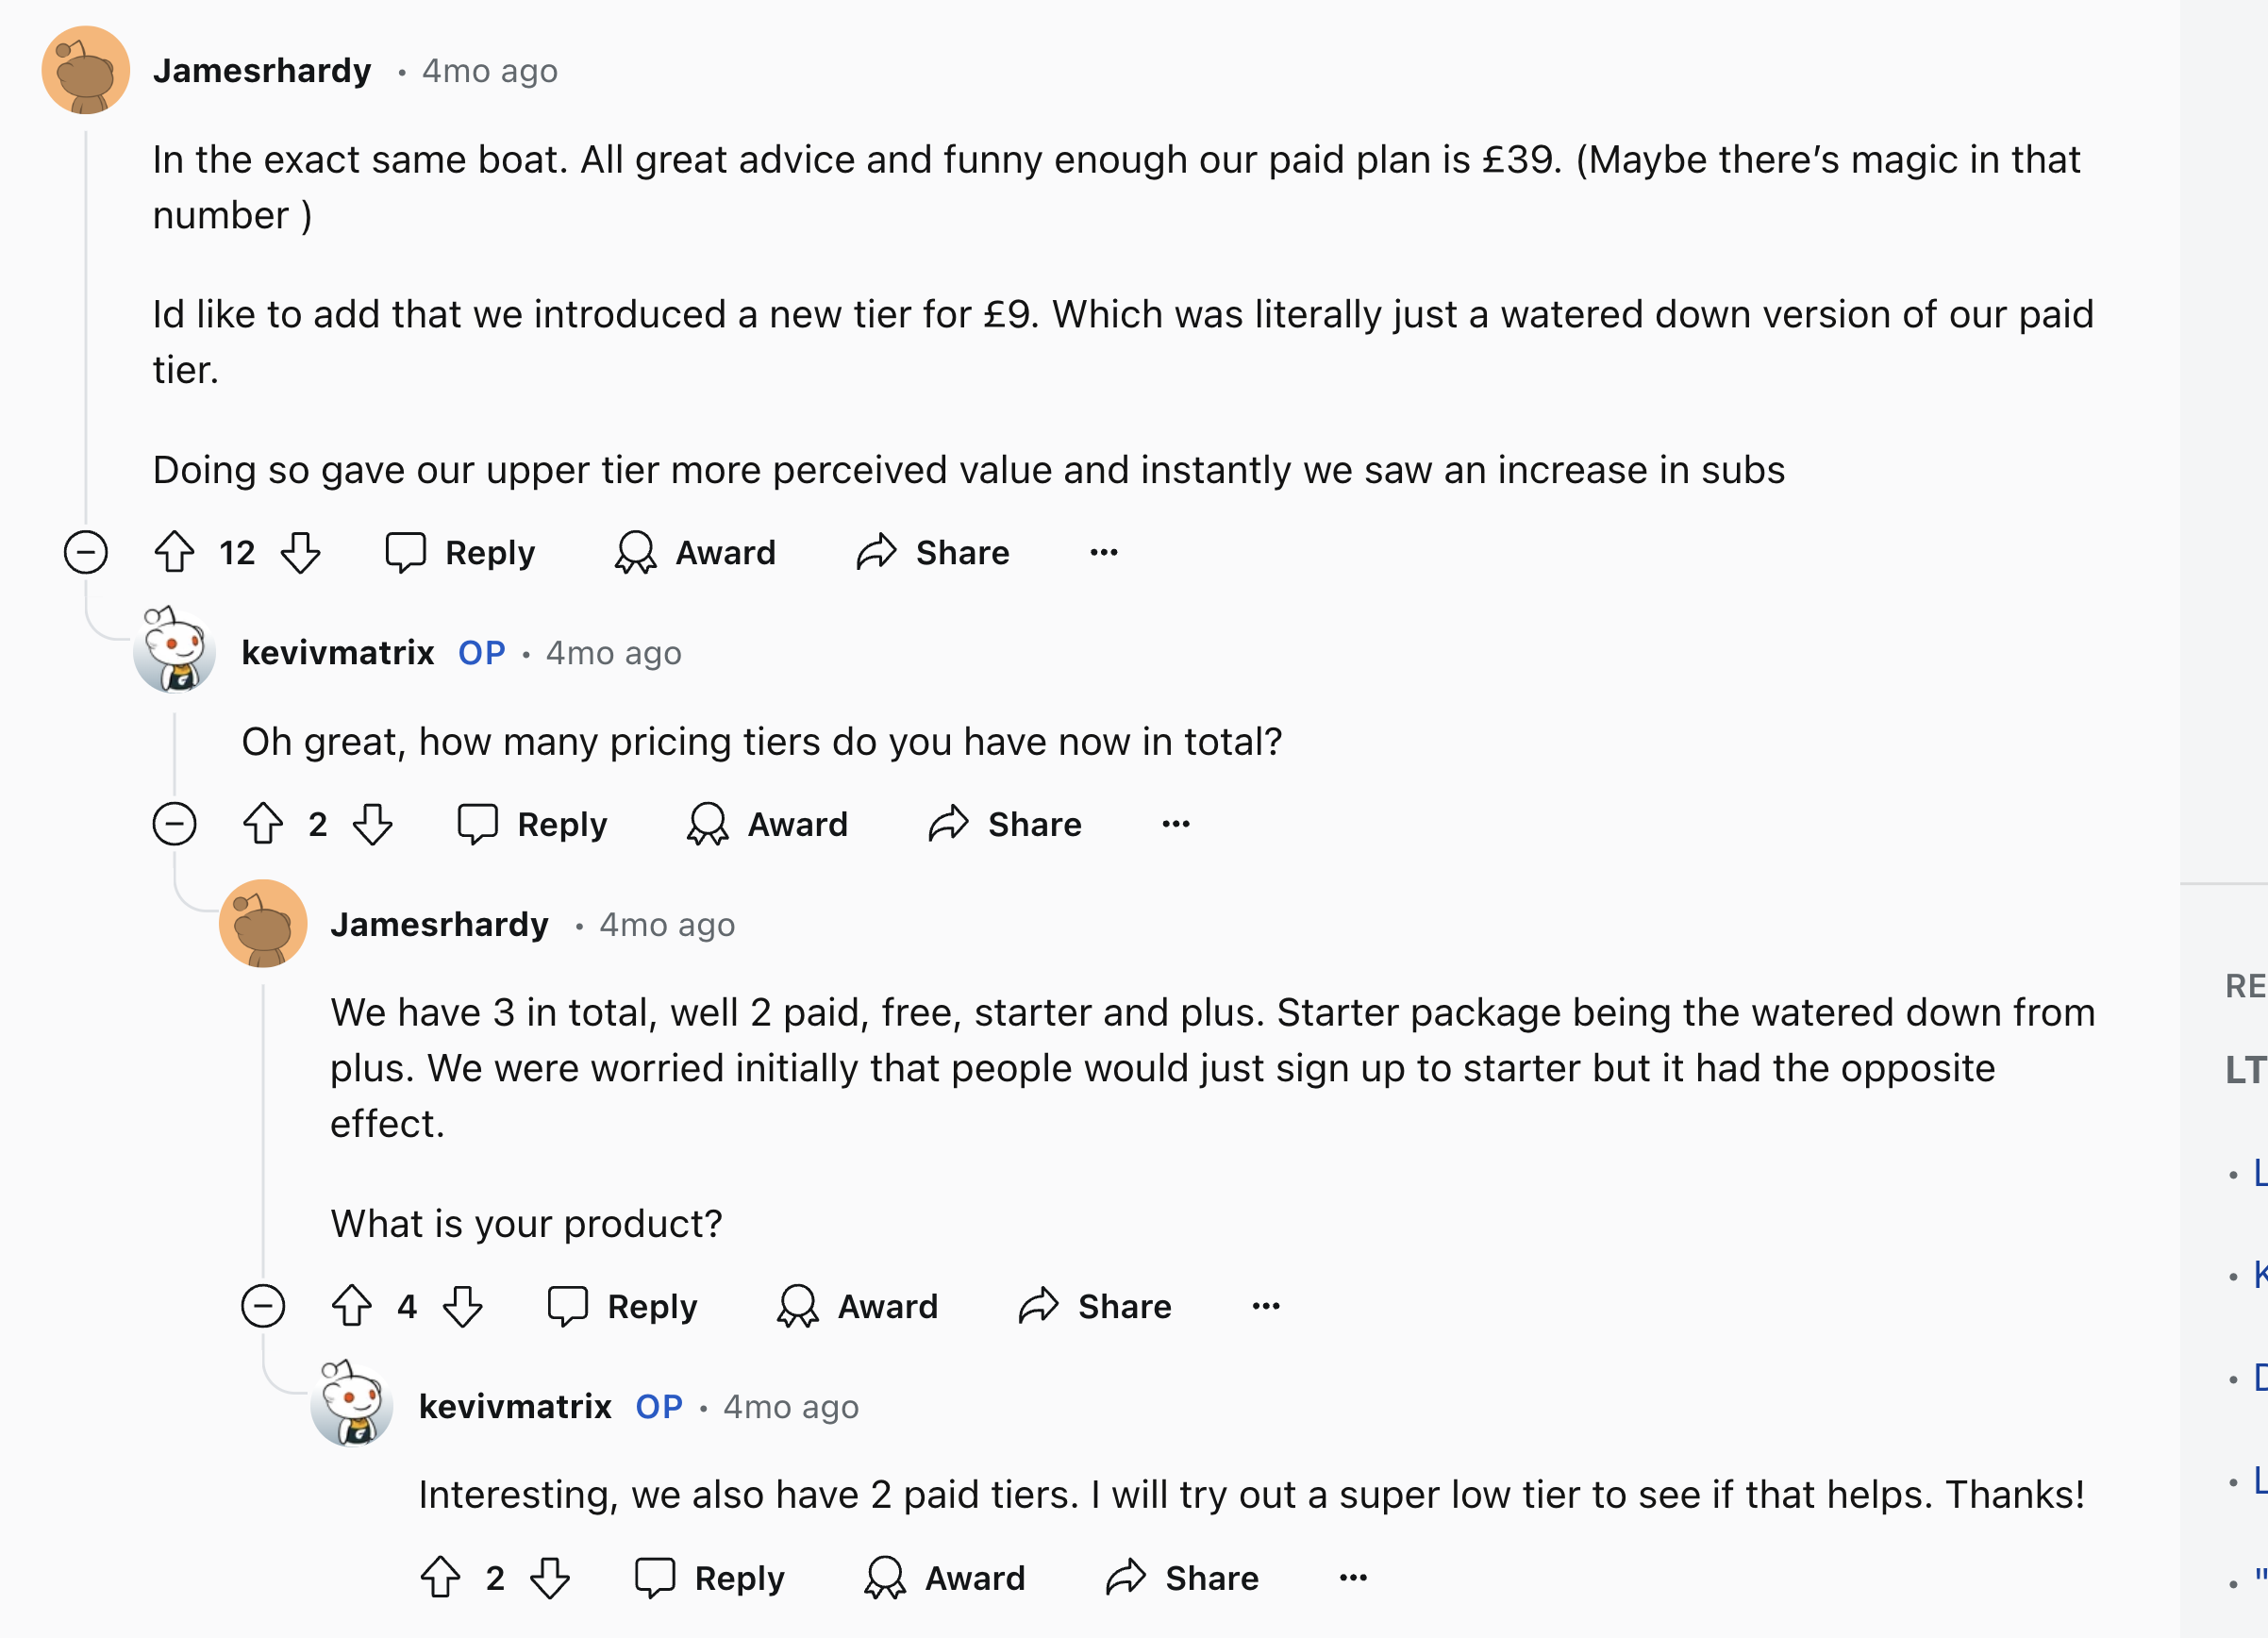 Jamesrhardy • 4mo ago
In the exact same boat. All great advice and funny enough our paid plan is £39. (Maybe there’s magic in that
number )
Id like to add that we introduced a new tier for £9. Which was literally just a watered down version of our paid
tier.
Doing so gave our upper tier more perceived value and instantly we saw an increase in subs
12 Reply Award Share ···
kevivmatrix OP • 4mo ago
Oh great, how many pricing tiers do you have now in total?
2 Reply Award Share ···
Jamesrhardy • 4mo ago
RE
We have 3 in total, well 2 paid, free, starter and plus. Starter package being the watered down from
plus. We were worried initially that people would just sign up to starter but it had the opposite
effect.
LT
• L
What is your product?
• K
4 Reply Award Share ···
• D
kevivmatrix OP • 4mo ago
Interesting, we also have 2 paid tiers. I will try out a super low tier to see if that helps. Thanks!
• L
2 Reply Award Share ···
• "